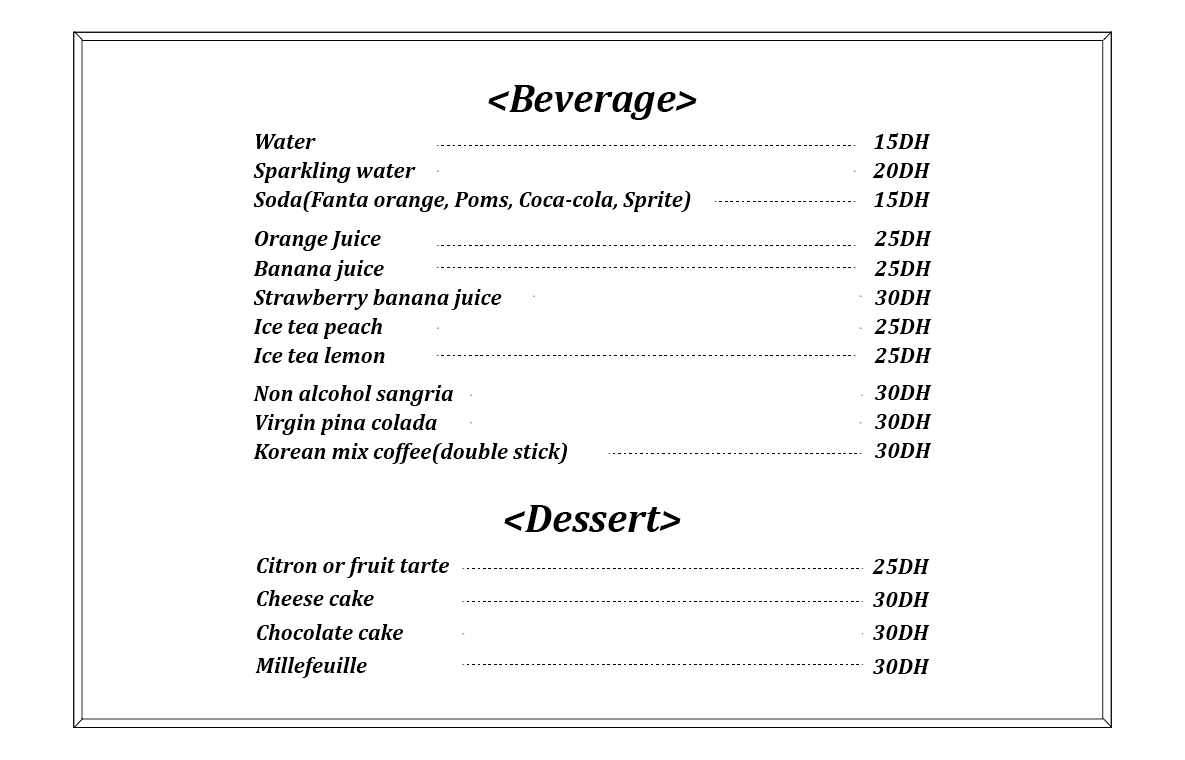 <Beverage>
Water 15DH
Sparkling water 20DH
Soda(Fanta orange, Poms, Coca-cola, Sprite) 15DH
Orange Juice 25DH
Banana juice 25DH
Strawberry banana juice 30DH
Ice tea peach 25DH
Ice tea lemon 25DH
Non alcohol sangria 30DH
Virgin pina colada 30DH
Korean mix coffee(double stick) 30DH
<Dessert>
Citron or fruit tarte 25DH
Cheese cake 30DH
Chocolate cake 30DH
Millefeuille 30DH